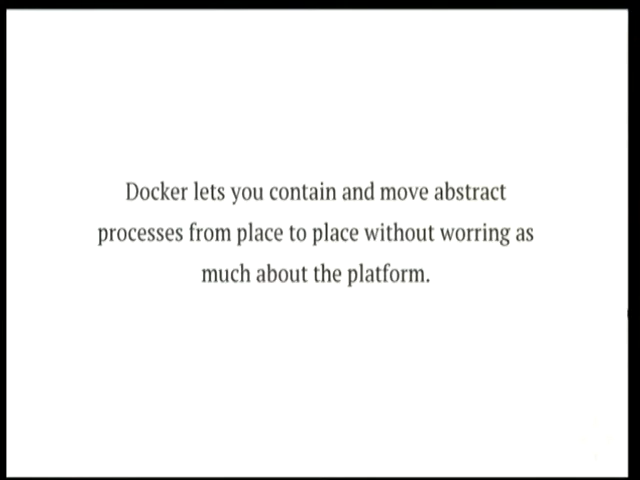 Docker lets you contain and move abstract
processes from place to place without worring as
much about the platform.